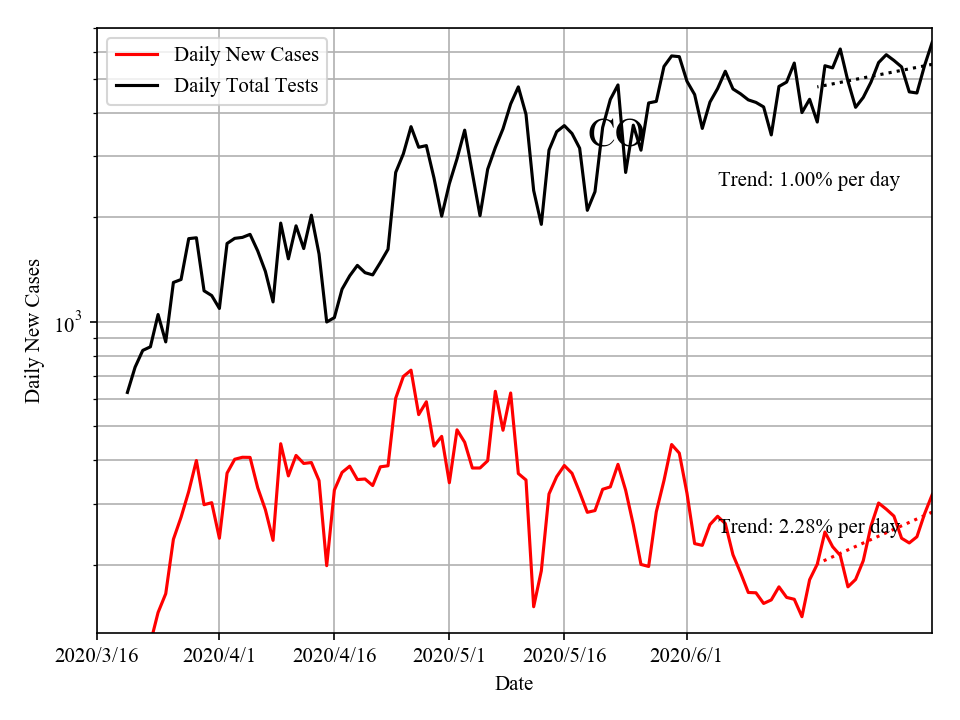 Daily New Cases
Daily Total Tests
CO
Trend: 1.00% per day
Daily New Cases
10³
Trend: 2.28% per day
2020/3/16 2020/4/1 2020/4/16 2020/5/1 2020/5/16 2020/6/1
Date